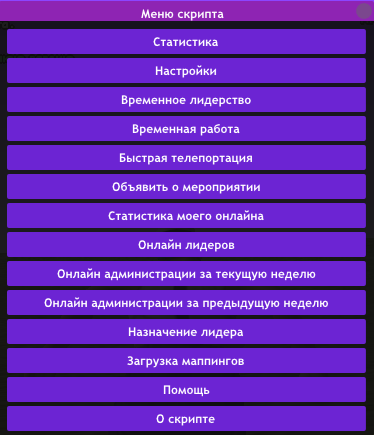 Меню скрипта
Статистика
Настройки
Временное лидерство
Временная работа
Быстрая телепортация
Объявить о мероприятии
Статистика моего онлайна
Онлайн лидеров
Онлайн администрации за текущую неделю
Онлайн администрации за предыдущую неделю
Назначение лидера
Загрузка маппингов
Помощь
О скрипте